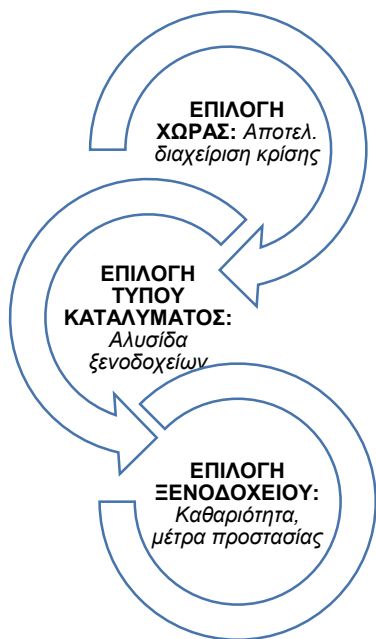 ΕΠΙΛΟΓΗ
ΧΩΡΑΣ: Αποτελ.
διαχείριση κρίσης
ΕΠΙΛΟΓΗ
ΤΥΠΟΥ
ΚΑΤΑΛΥΜΑΤΟΣ:
Αλυσίδα
ξενοδοχείων
ΕΠΙΛΟΓΗ
ΞΕΝΟΔΟΧΕΙΟΥ:
Καθαριότητα,
μέτρα προστασίας